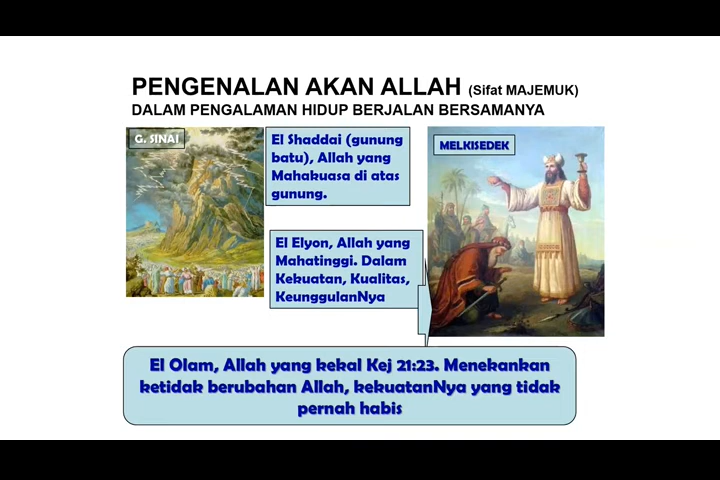 PENGENALAN AKAN ALLAH (Sifat MAJEMUK)
DALAM PENGALAMAN HIDUP BERJALAN BERSAMANYA
G. SINAI
El Shaddai (gunung
batu), Allah yang
Mahakuasa di atas
gunung.
MELKISEDEK
El Elyon, Allah yang
Mahatinggi. Dalam
Kekuatan, Kualitas,
KeunggulanNya
El Olam, Allah yang kekal Kej 21:23. Menekankan
ketidak berubahan Allah, kekuatanNya yang tidak
pernah habis